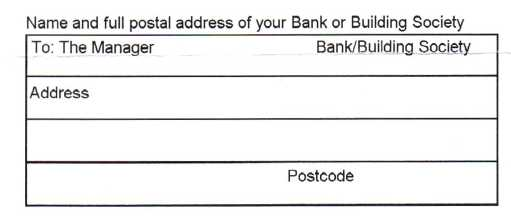 Name and full postal address of your Bank or Building Society
To: The Manager Bank/Building Society
Address
Postcode